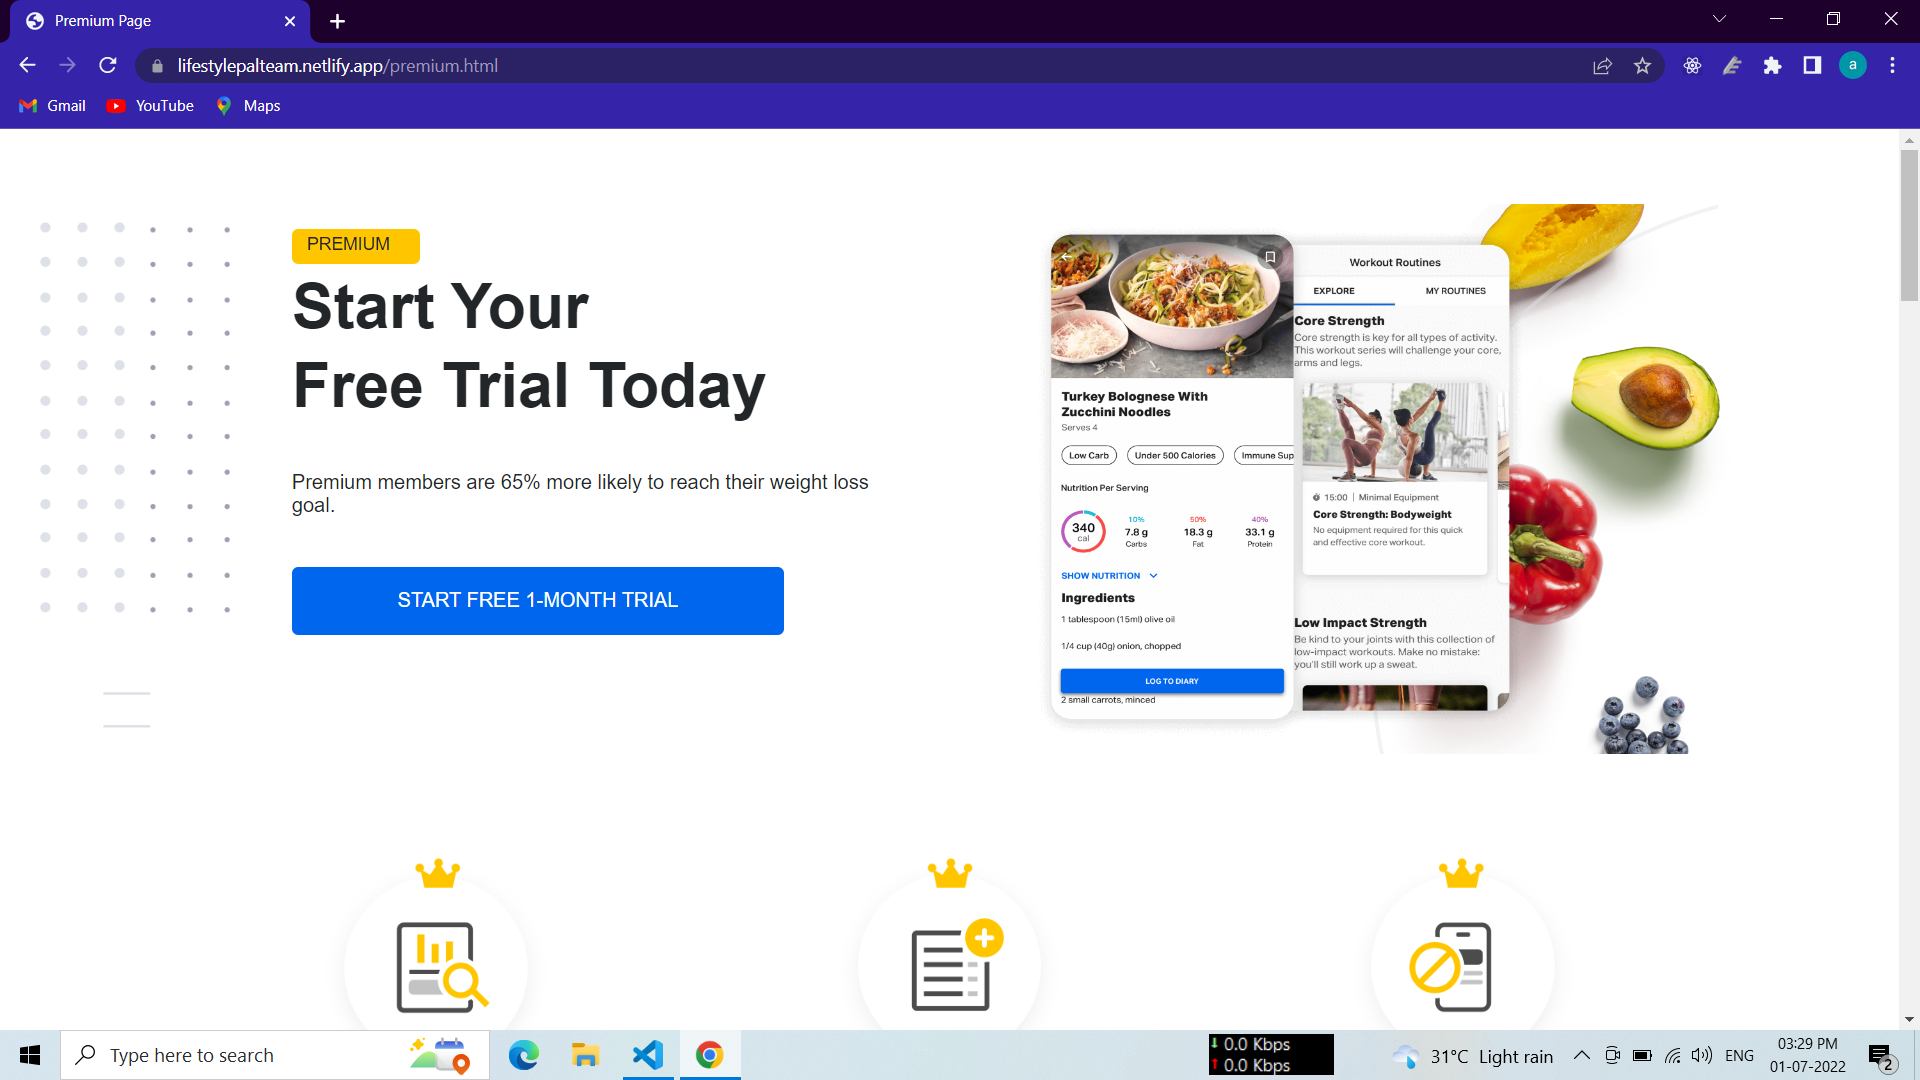 Premium Page
lifestylepalteam.netlify.app/premium.html
a
Gmail
YouTube
Maps
PREMIUM
Start Your
Free Trial Today
Premium members are 65% more likely to reach their weight loss
goal.
START FREE 1-MONTH TRIAL
Turkey Bolognese With
Zucchini Noodles
Serves 4
Low Carb
Under 500 Calories
Immune Sup
Nutrition Per Serving
340
cal
10%
7.8 g
Carbs
50%
18.3 g
Fat
40%
33.1 g
Protein
SHOW NUTRITION
Ingredients
1 tablespoon (15ml) olive oil
1/4 cup (40g) onion, chopped
LOG TO DIARY
2 small carrots, minced
Workout Routines
EXPLORE
MY ROUTINES
Core Strength
Core strength is key for all types of activity.
This workout series will challenge your core,
arms and legs.
15:00 | Minimal Equipment
Core Strength: Bodyweight
No equipment required for this quick
and effective core workout.
Low Impact Strength
Be kind to your joints with this collection of
low-impact workouts. Make no mistake:
you'll still work up a sweat.
Type here to search
0.0 Kbps
0.0 Kbps
31°C Light rain
ENG
03:29 PM
01-07-2022
2